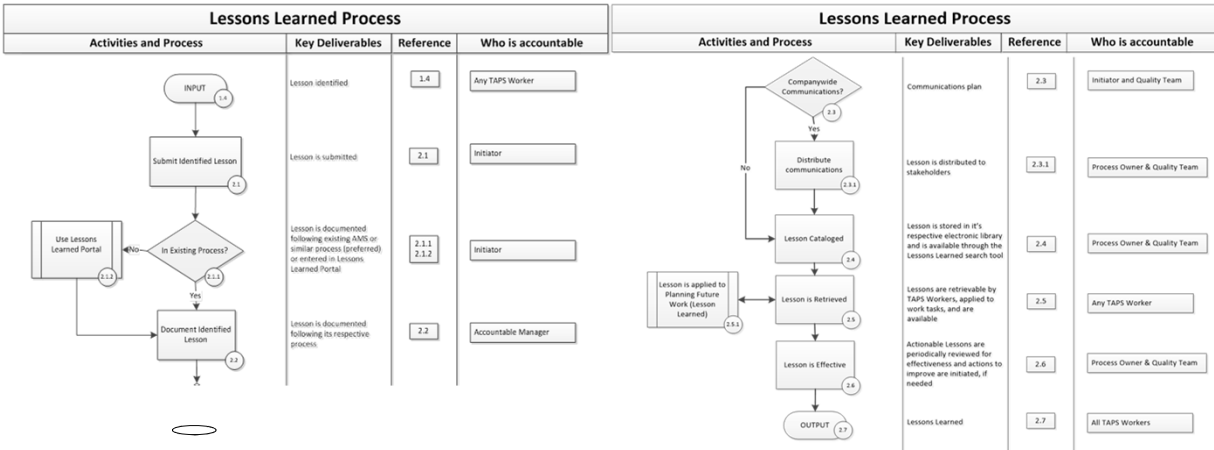 Lessons Learned Process
Activities and Process
Key Deliverables
Reference
Who is accountable
INPUT
1.4
Lesson identified
1.4
Any TAPS Worker
Submit Identified Lesson
2.1
Lesson is submitted
2.1
Initiator
Use Lessons
Learned Portal
2.1.2
No
In Existing Process?
2.1.1
Yes
Lesson is documented
following existing AMS or
similar process (preferred)
or entered in Lessons
Learned Portal
2.1.1
2.1.2
Initiator
Document Identified
Lesson
2.2
Lesson is documented
following its respective
process
2.2
Accountable Manager
Lessons Learned Process
Activities and Process
Key Deliverables
Reference
Who is accountable
Companywide
Communications?
2.3
Yes
No
Communications plan
2.3
Initiator and Quality Team
Distribute
communications
2.3.1
Lesson is distributed to
stakeholders
2.3.1
Process Owner & Quality Team
Lesson Cataloged
2.4
Lesson is stored in it's
respective electronic library
and is available through the
Lessons Learned search tool
2.4
Process Owner & Quality Team
Lesson is applied to
Planning Future
Work (Lesson
Learned)
2.5.1
Lesson is Retrieved
2.5
Lessons are retrievable by
TAPS Workers, applied to
work tasks, and are
available
2.5
Any TAPS Worker
Lesson is Effective
2.6
Actionable Lessons are
periodically reviewed for
effectiveness and actions to
improve are initiated, if
needed
2.6
Process Owner & Quality Team
OUTPUT
2.7
Lessons Learned
2.7
All TAPS Workers